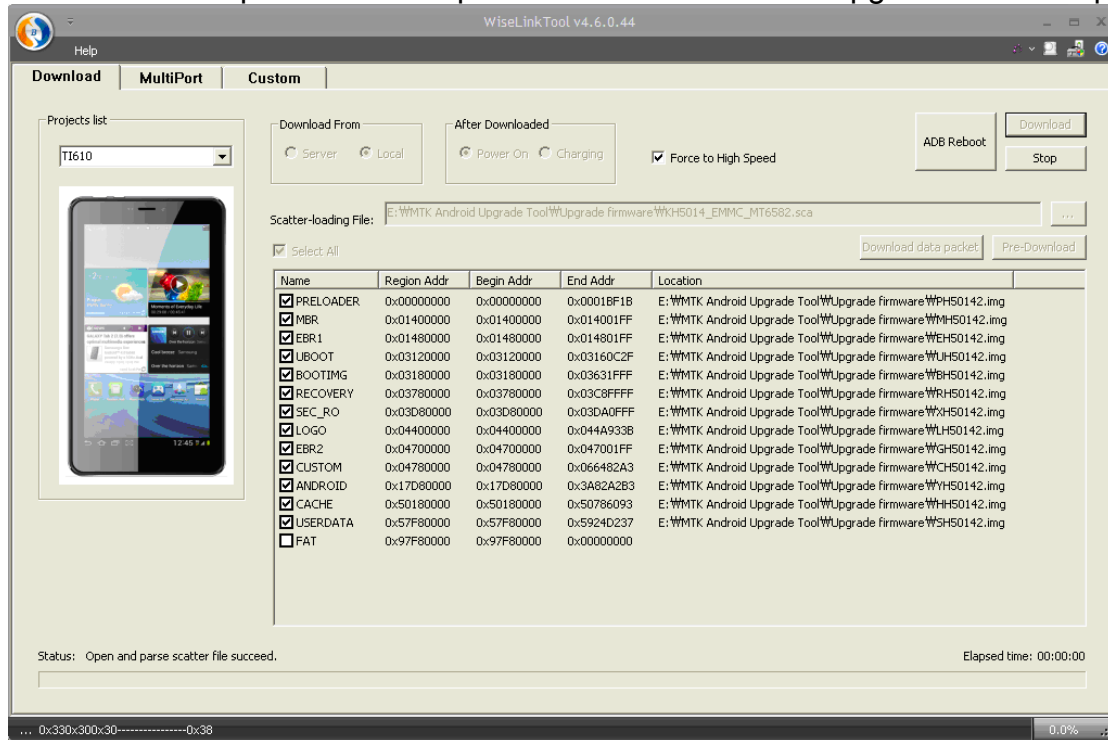 WiseLinkTool v4.6.0.44
Help
Download MultiPort Custom
Projects list
TI610
Download From
Server Local
After Downloaded
Power On Charging
Force to High Speed
ADB Reboot
Download
Stop
Scatter-loading File: E:₩MTK Android Upgrade Tool₩Upgrade firmware₩KH5014_EMMC_MT6582.sca ...
Select All
Download data packet Pre-Download
Name Region Addr Begin Addr End Addr Location
PRELOADER 0x00000000 0x00000000 0x0001BF1B E:₩MTK Android Upgrade Tool₩Upgrade firmware₩PH50142.img
MBR 0x01400000 0x01400000 0x014001FF E:₩MTK Android Upgrade Tool₩Upgrade firmware₩MH50142.img
EBR1 0x01480000 0x01480000 0x014801FF E:₩MTK Android Upgrade Tool₩Upgrade firmware₩EH50142.img
UBOOT 0x03120000 0x03120000 0x03160C2F E:₩MTK Android Upgrade Tool₩Upgrade firmware₩UH50142.img
BOOTIMG 0x03180000 0x03180000 0x03631FFF E:₩MTK Android Upgrade Tool₩Upgrade firmware₩BH50142.img
RECOVERY 0x03780000 0x03780000 0x03C8FFFF E:₩MTK Android Upgrade Tool₩Upgrade firmware₩RH50142.img
SEC_RO 0x03D80000 0x03D80000 0x03DA0FFF E:₩MTK Android Upgrade Tool₩Upgrade firmware₩XH50142.img
LOGO 0x04400000 0x04400000 0x044A933B E:₩MTK Android Upgrade Tool₩Upgrade firmware₩LH50142.img
EBR2 0x04700000 0x04700000 0x047001FF E:₩MTK Android Upgrade Tool₩Upgrade firmware₩GH50142.img
CUSTOM 0x04780000 0x04780000 0x066482A3 E:₩MTK Android Upgrade Tool₩Upgrade firmware₩CH50142.img
ANDROID 0x17D80000 0x17D80000 0x3A82A2B3 E:₩MTK Android Upgrade Tool₩Upgrade firmware₩YH50142.img
CACHE 0x50180000 0x50180000 0x50786093 E:₩MTK Android Upgrade Tool₩Upgrade firmware₩HH50142.img
USERDATA 0x57F80000 0x57F80000 0x5924D237 E:₩MTK Android Upgrade Tool₩Upgrade firmware₩SH50142.img
FAT 0x97F80000 0x97F80000 0x00000000
12:45
Status: Open and parse scatter file succeed. Elapsed time: 00:00:00
... 0x330x300x30----------------0x38 0.0%